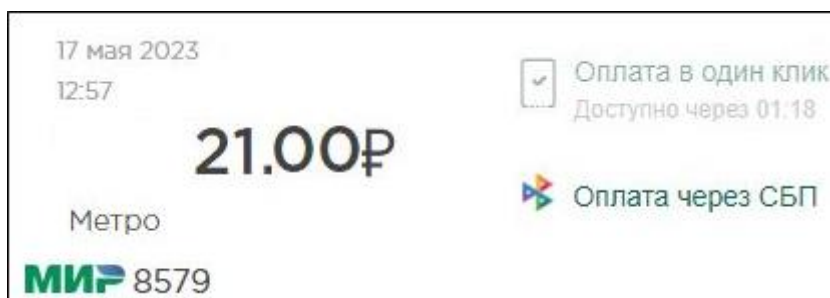 17 мая 2023
12:57
21.00₽
Метро
МИР 8579
Оплата в один клик
Доступно через 01:18
Оплата через СБП